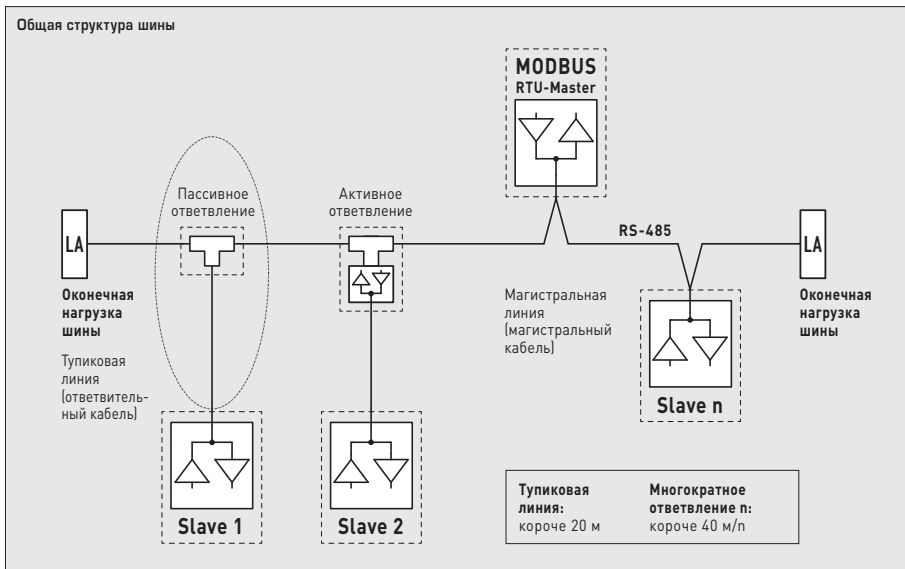 Общая структура шины
MODBUS
RTU-Master
Пассивное
ответвление
Активное
ответвление
LA
RS-485
LA
Оконечная
нагрузка
шины
Тупиковая
линия
(ответвитель-
ный кабель)
Магистральная
линия
(магистральный
кабель)
Оконечная
нагрузка
шины
Slave n
Slave 1
Slave 2
Тупиковая
линия:
короче 20 м
Многократное
ответвление n:
короче 40 м/n